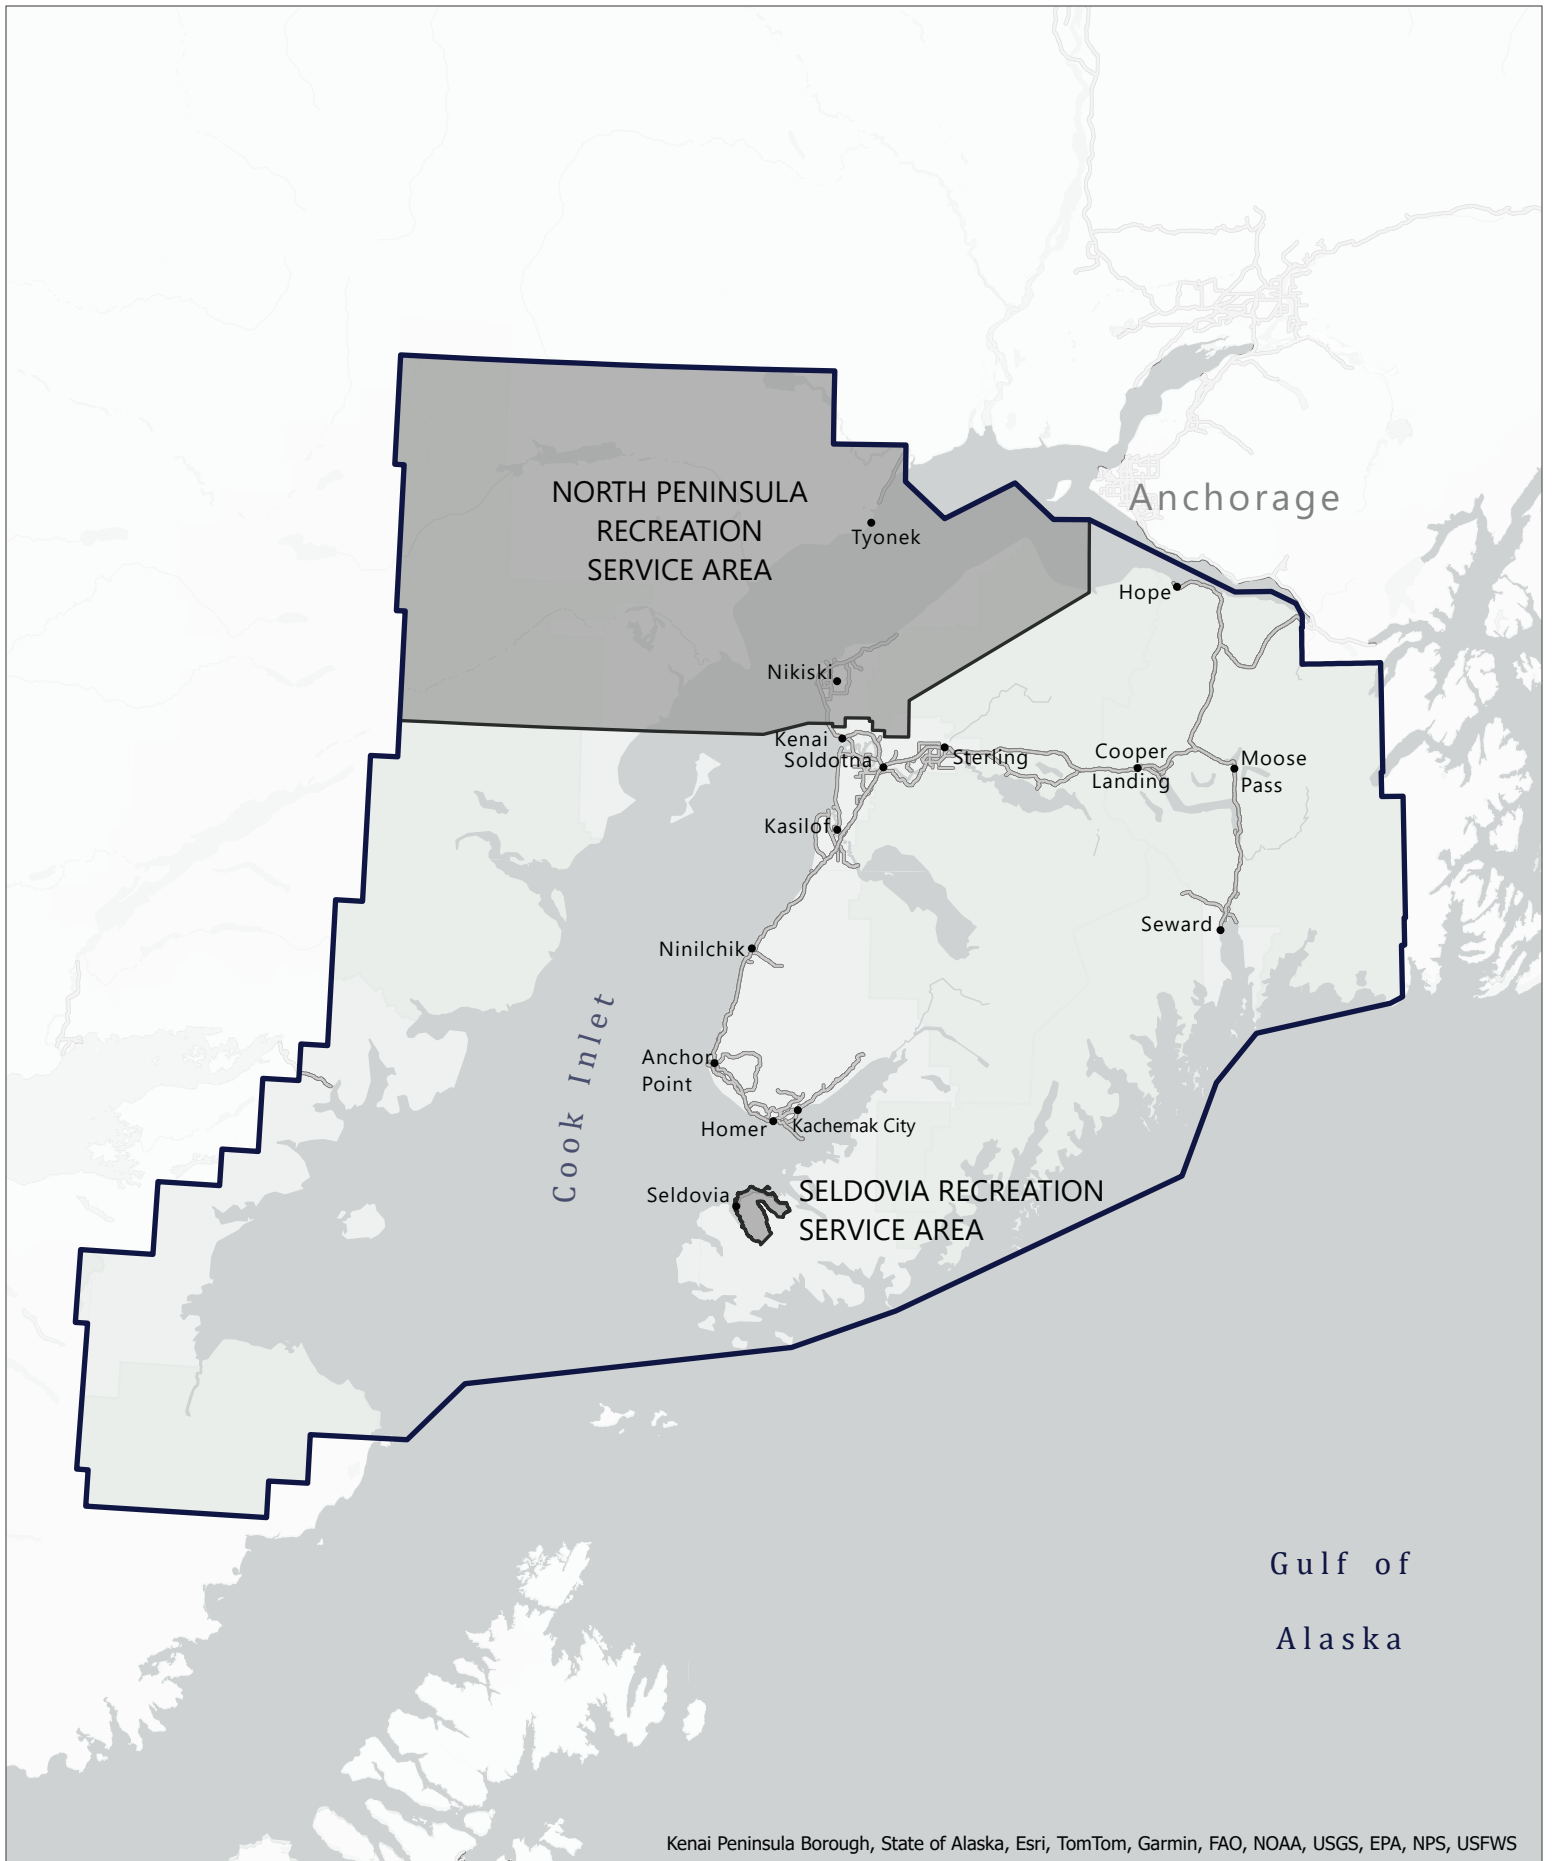 NORTH PENINSULA
RECREATION
SERVICE AREA
Anchorage
Tyonek
Hope
Nikiski
Kenai
Soldotna
Sterling
Cooper
Landing
Moose
Pass
Kasilof
Seward
Ninilchik
Cook Inlet
Anchor
Point
Homer
Kachemak City
Seldovia
SELDOVIA RECREATION
SERVICE AREA
Gulf of
Alaska
Kenai Peninsula Borough, State of Alaska, Esri, TomTom, Garmin, FAO, NOAA, USGS, EPA, NPS, USFWS